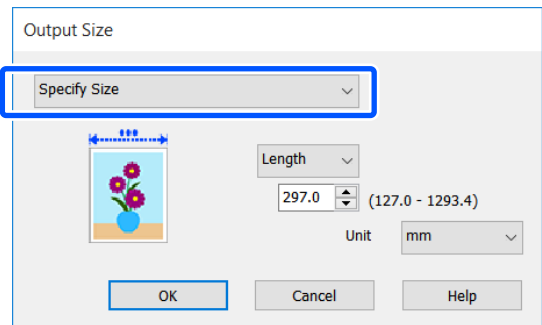 Output Size
Specify Size
Length
297.0 (127.0 - 1293.4)
Unit mm
OK Cancel Help